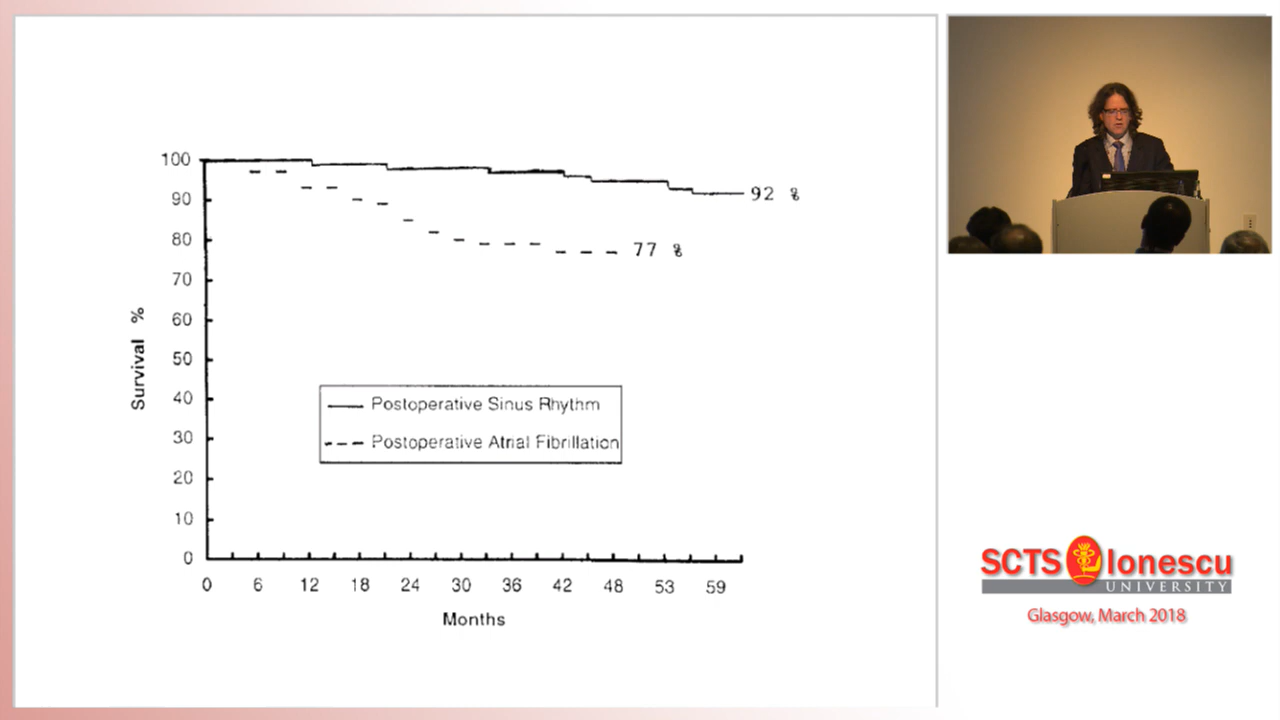 100
90
80
70
60
50
40
30
20
10
0
Survival %
92 %
77 %
Postoperative Sinus Rhythm
Postoperative Atrial Fibrillation
0 6 12 18 24 30 36 42 48 53 59
Months
SCTS Ionescu
UNIVERSITY
Glasgow, March 2018